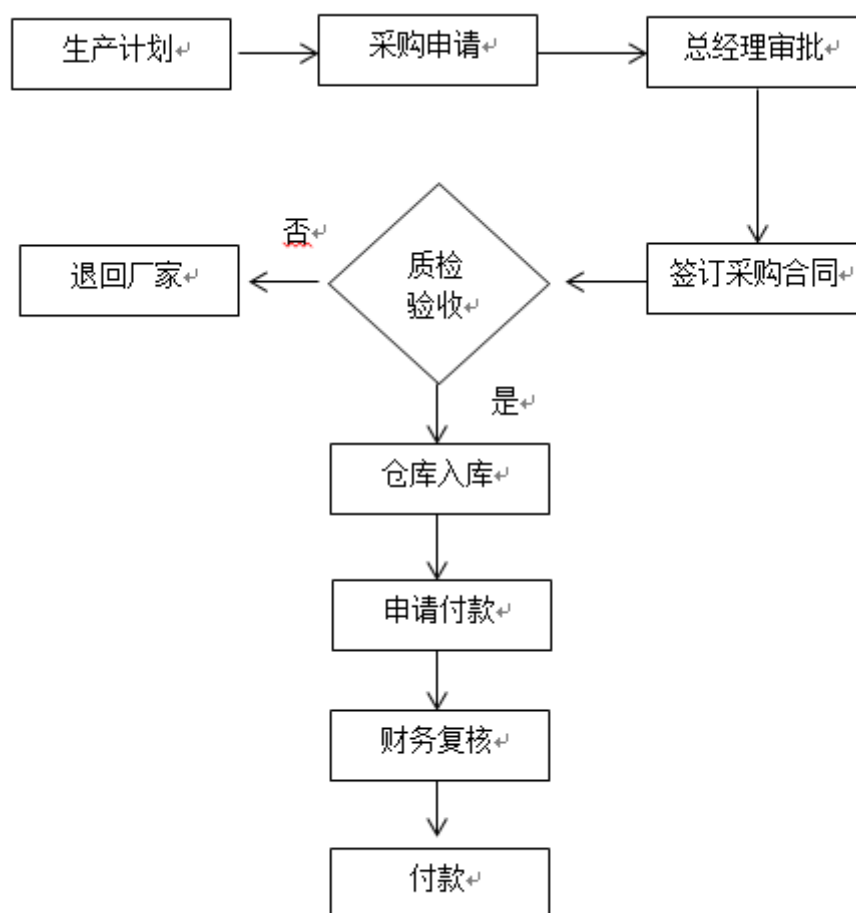 生产计划
采购申请
总经理审批
否
退回厂家
质检
验收
签订采购合同
是
仓库入库
申请付款
财务复核
付款